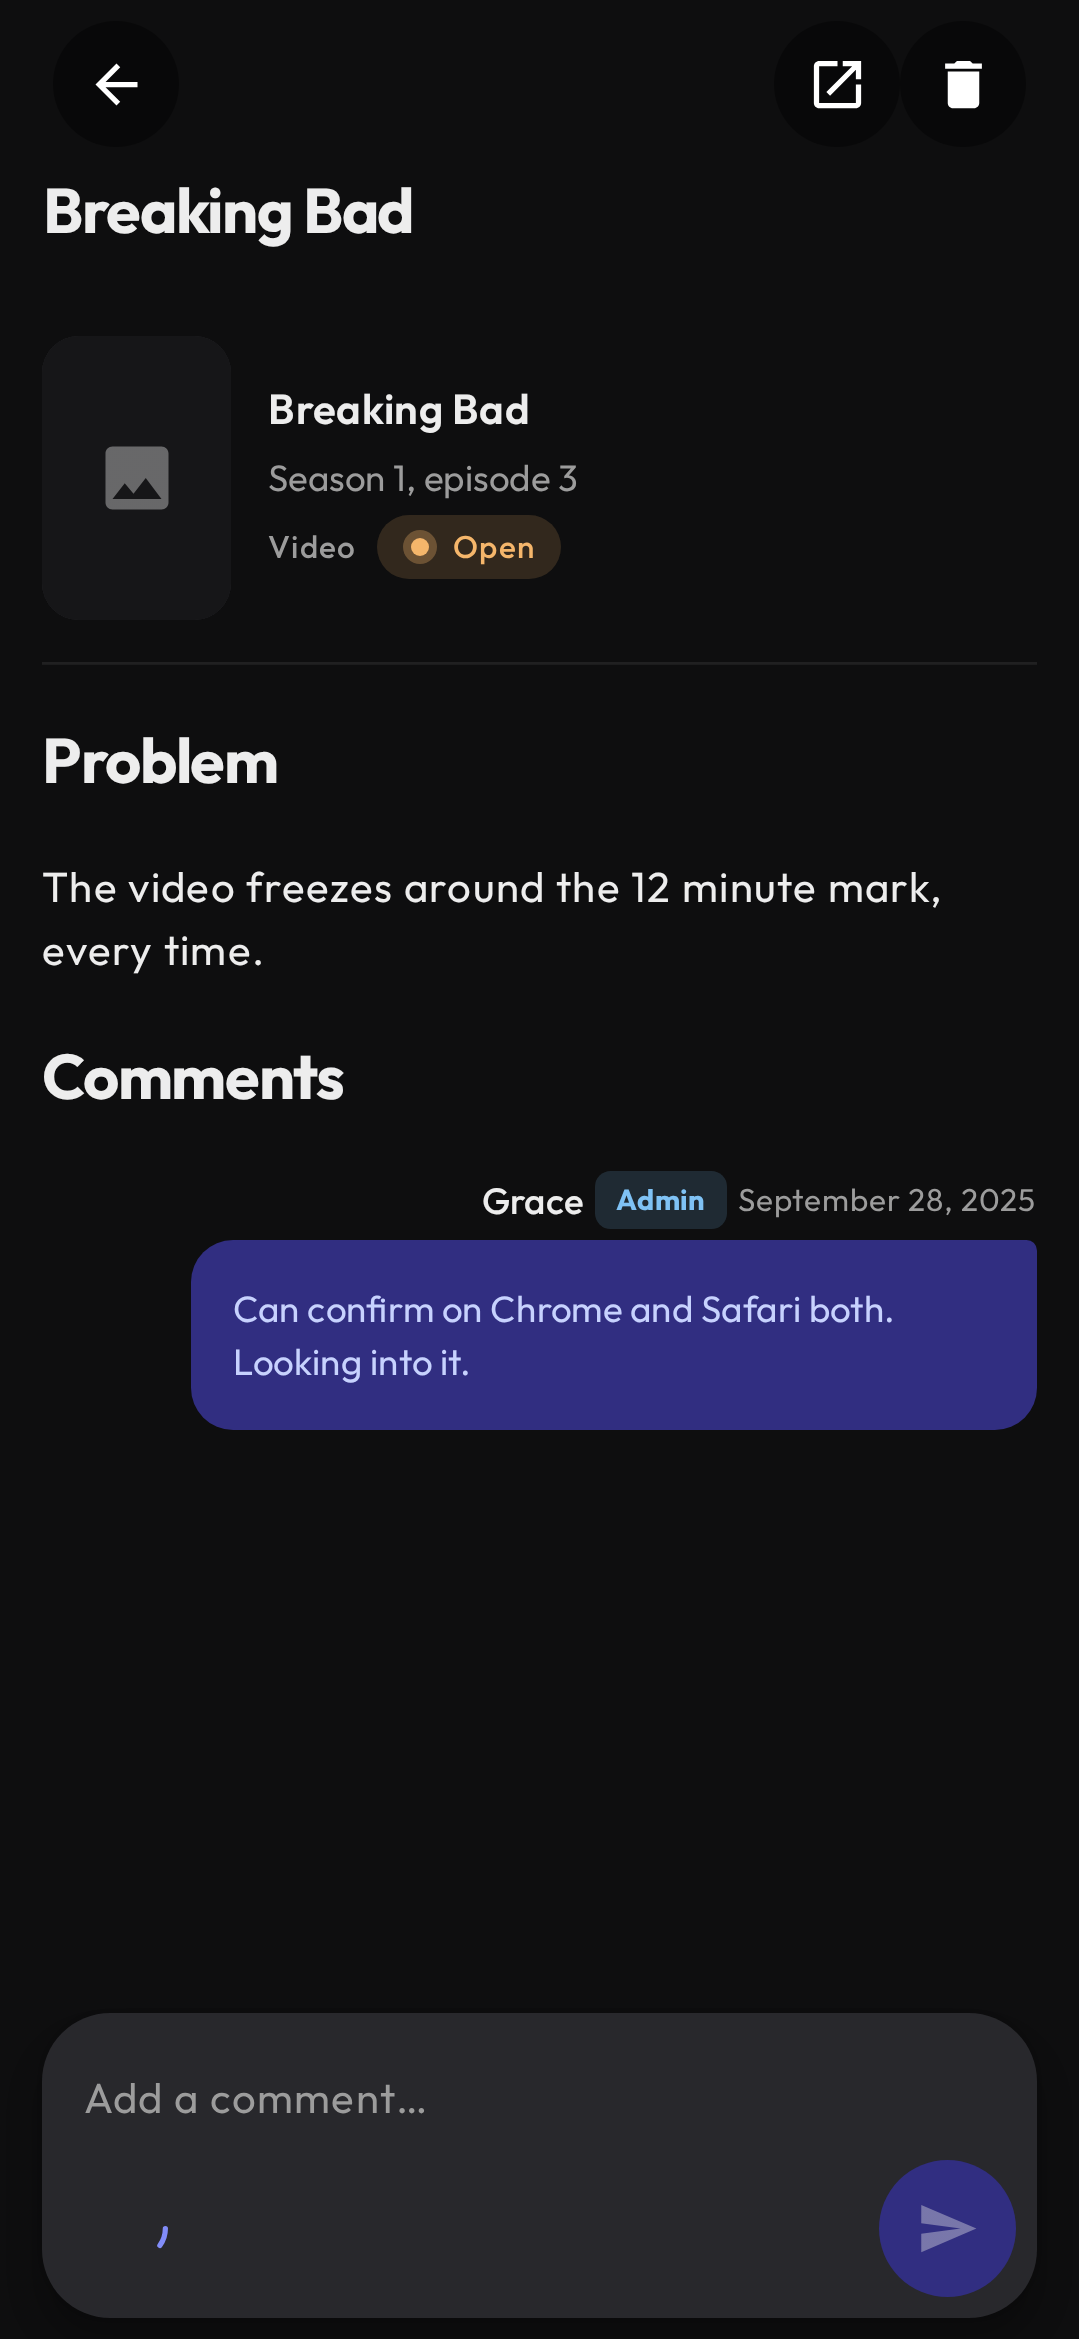 Breaking Bad
Breaking Bad
Season 1, episode 3
Video
Open
Problem
The video freezes around the 12 minute mark,
every time.
Comments
Grace Admin September 28, 2025
Can confirm on Chrome and Safari both.
Looking into it.
Add a comment…